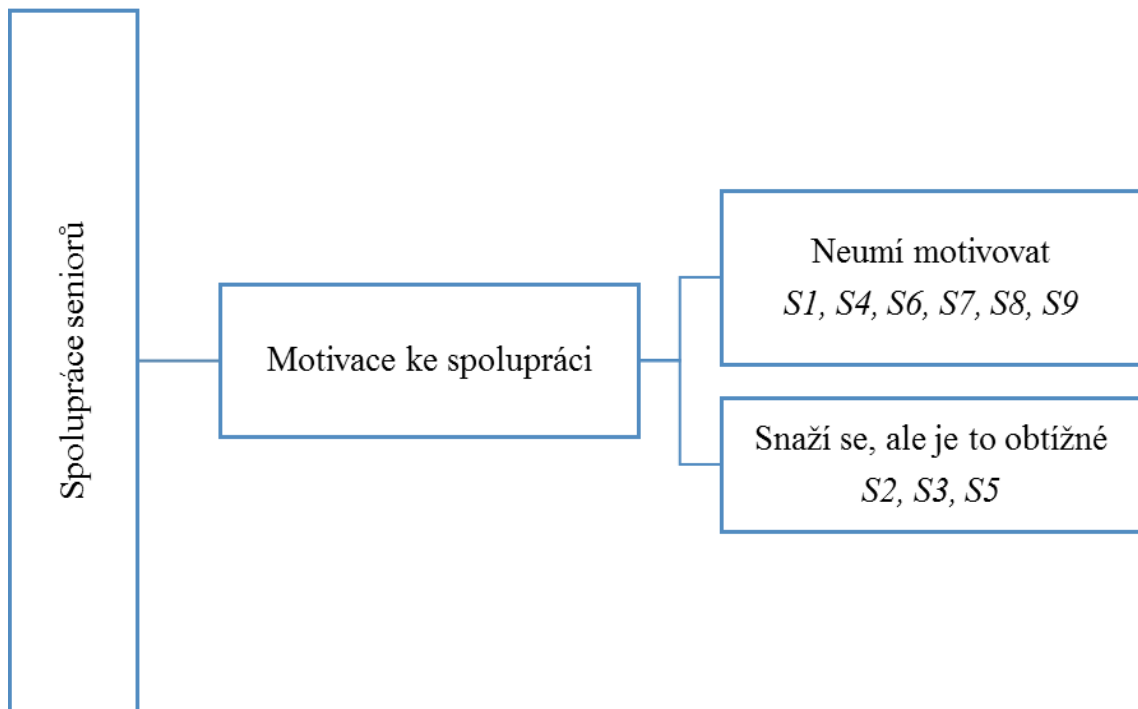 Spolupráce seniorů
Motivace ke spolupráci
Neumí motivovat
S1, S4, S6, S7, S8, S9
Snaží se, ale je to obtížné
S2, S3, S5